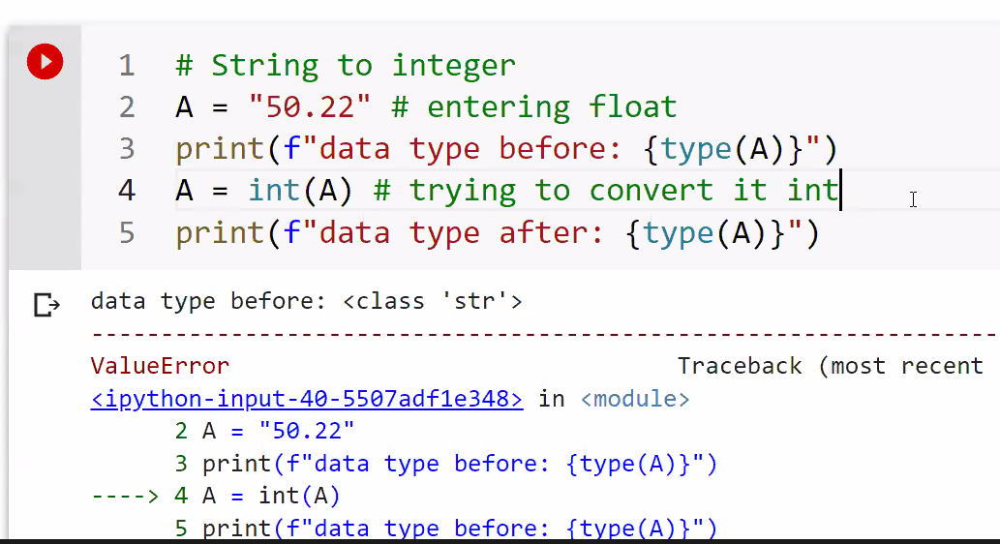 1 # String to integer
2 A = "50.22" # entering float
3 print(f"data type before: {type(A)}")
4 A = int(A) # trying to convert it int
5 print(f"data type after: {type(A)}")
data type before: <class 'str'>
--------------------------------------------------------------------
ValueError Traceback (most recent
<ipython-input-40-5507adf1e348> in <module>
2 A = "50.22"
3 print(f"data type before: {type(A)}")
----> 4 A = int(A)
5 print(f"data type before: {type(A)}")